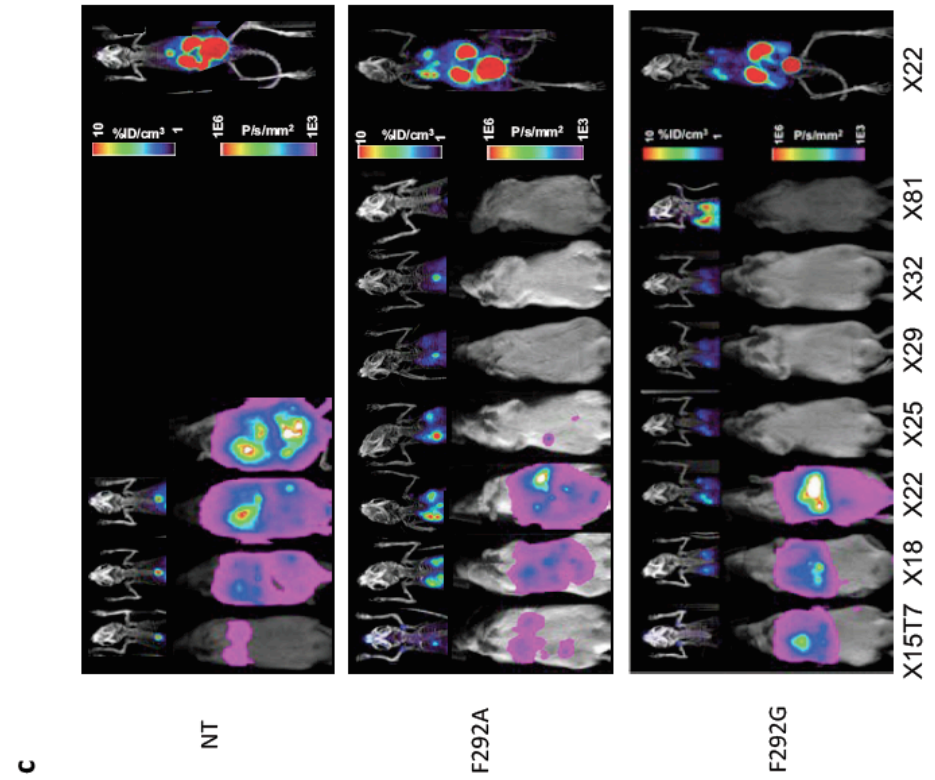 c
NT
10
%ID/cm³
1
1E6
P/s/mm²
1E3
F292A
10
%ID/cm³
1
1E6
P/s/mm²
1E3
F292G
10
%ID/cm³
1
1E6
P/s/mm²
1E3
X15T7 X18 X22 X25 X29 X32 X81 X22